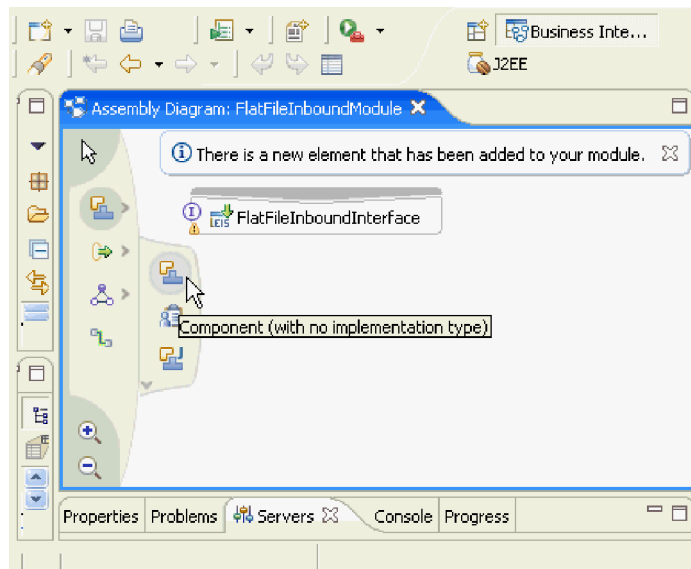 Business Inte...
J2EE
Assembly Diagram: FlatFileInboundModule
There is a new element that has been added to your module.
FlatFileInboundInterface
Component (with no implementation type)
Properties Problems Servers Console Progress